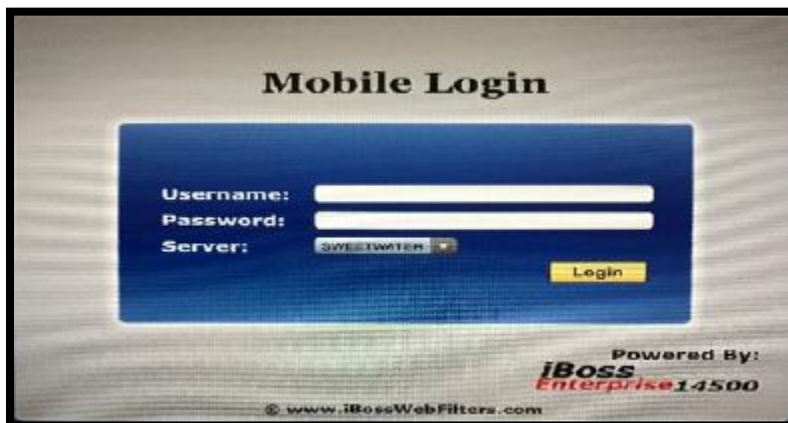 Mobile Login
Username:
Password:
Server: SWEETWATER
Login
Powered By:
iBoss
Enterprise14500
© www.iBossWebFilters.com